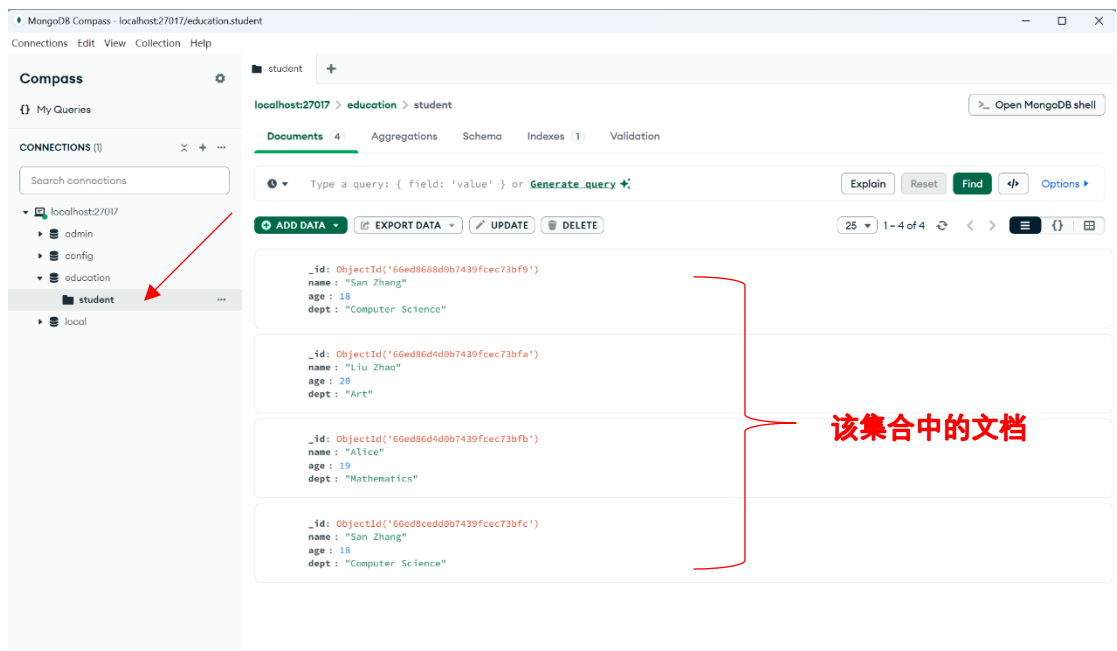 MongoDB Compass - localhost:27017/education.student
Connections Edit View Collection Help
Compass
{} My Queries
CONNECTIONS (1)
Search connections
localhost:27017
admin
config
education
student
local
student
localhost:27017 > education > student
>_ Open MongoDB shell
Documents 4 Aggregations Schema Indexes 1 Validation
Type a query: { field: 'value' } or Generate query
Explain Reset Find </> Options
ADD DATA EXPORT DATA UPDATE DELETE
25 1 - 4 of 4 {}
_id: ObjectId('66ed8688d0b7439fcec73bf9')
name : "San Zhang"
age : 18
dept : "Computer Science"
_id: ObjectId('66ed86d4d0b7439fcec73bfa')
name : "Liu Zhao"
age : 20
dept : "Art"
_id: ObjectId('66ed86d4d0b7439fcec73bfb')
name : "Alice"
age : 19
dept : "Mathematics"
_id: ObjectId('66ed8cedd0b7439fcec73bfc')
name : "San Zhang"
age : 18
dept : "Computer Science"
该集合中的文档